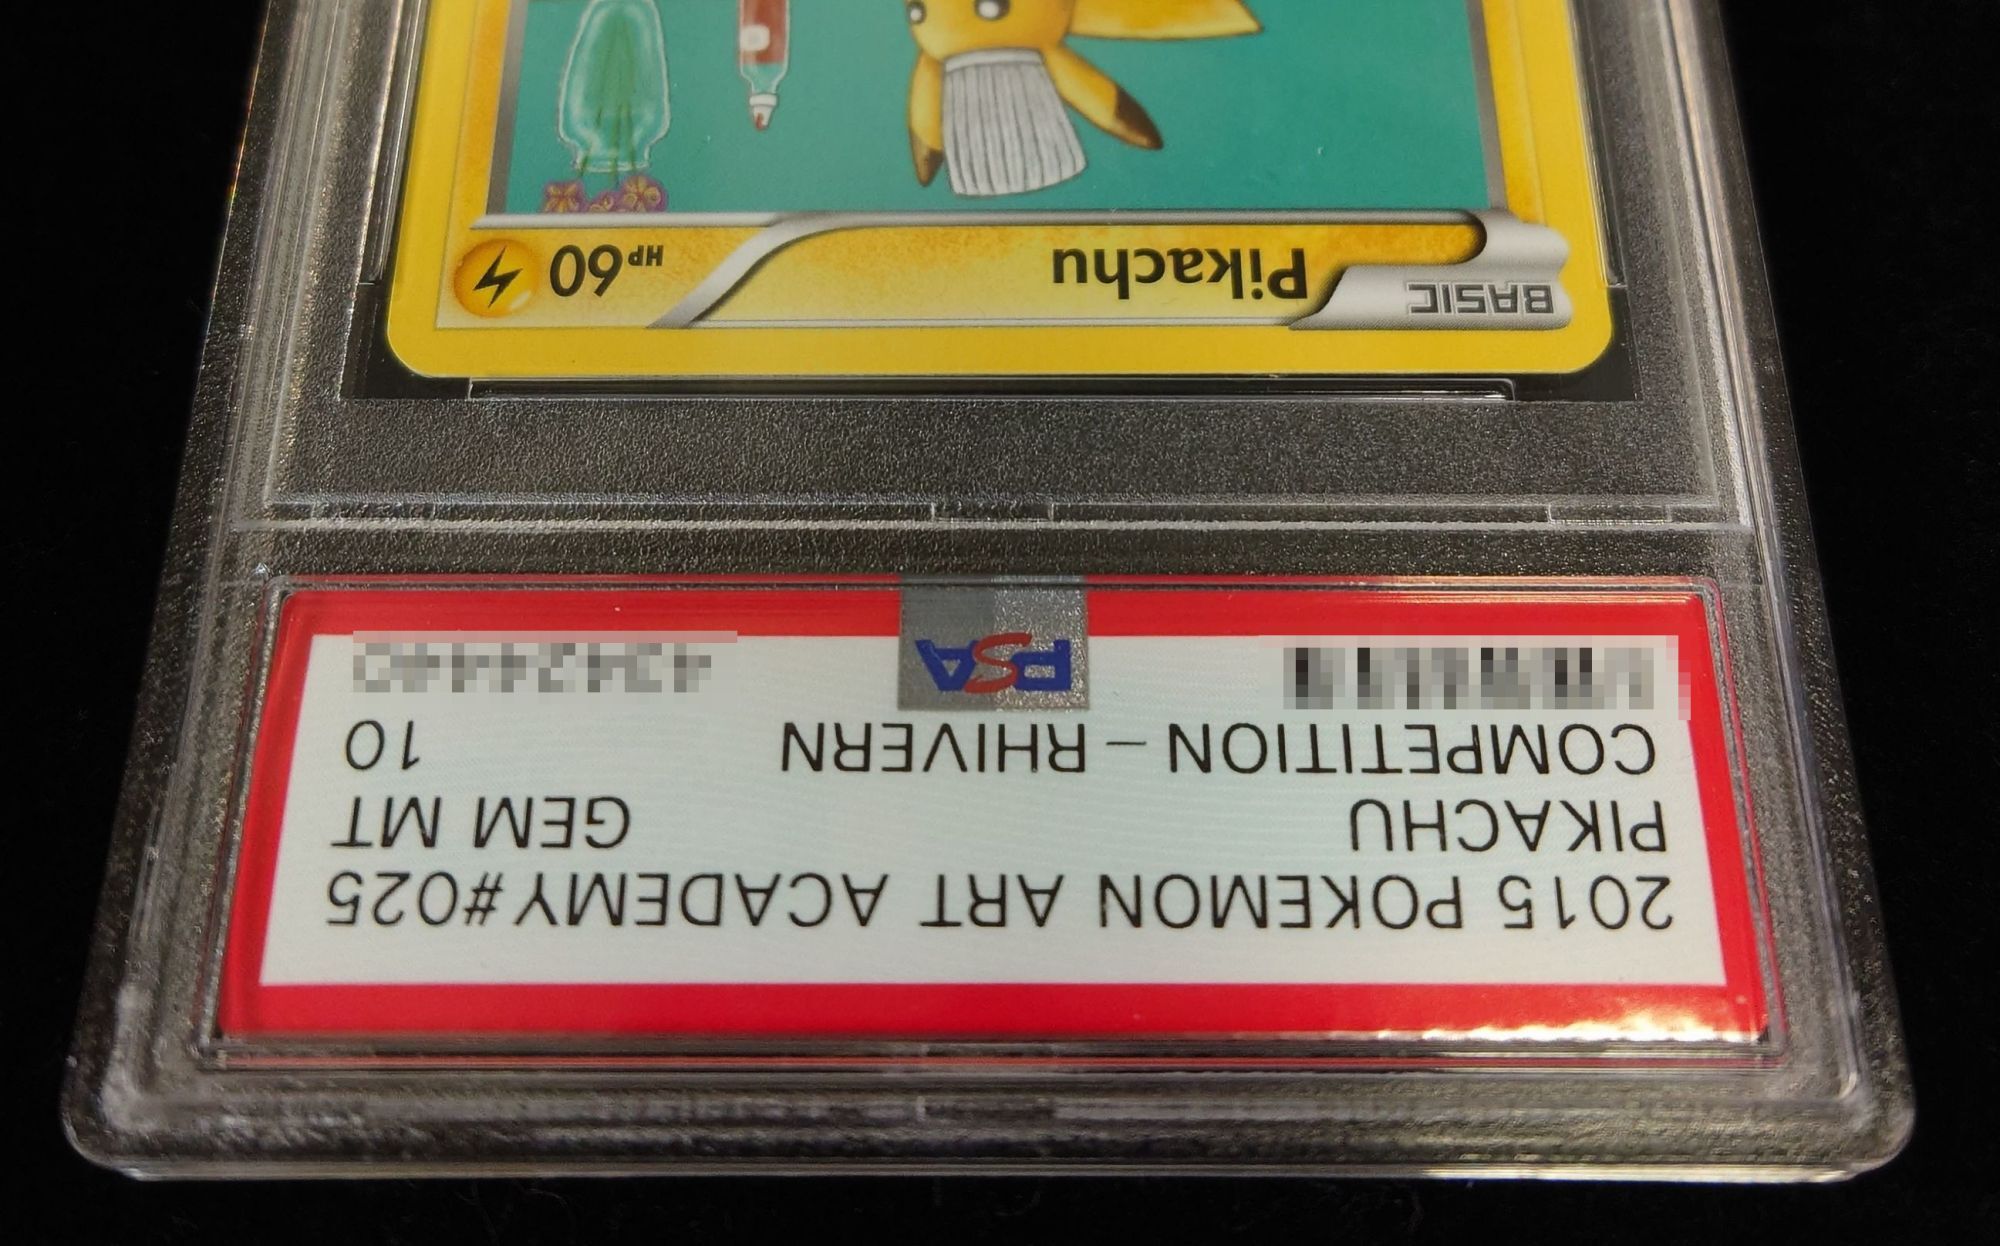 2015 POKEMON ART ACADEMY #025
PIKACHU GEM MT
COMPETITION - RHIVERN 10
PSA
BASIC
Pikachu HP 60